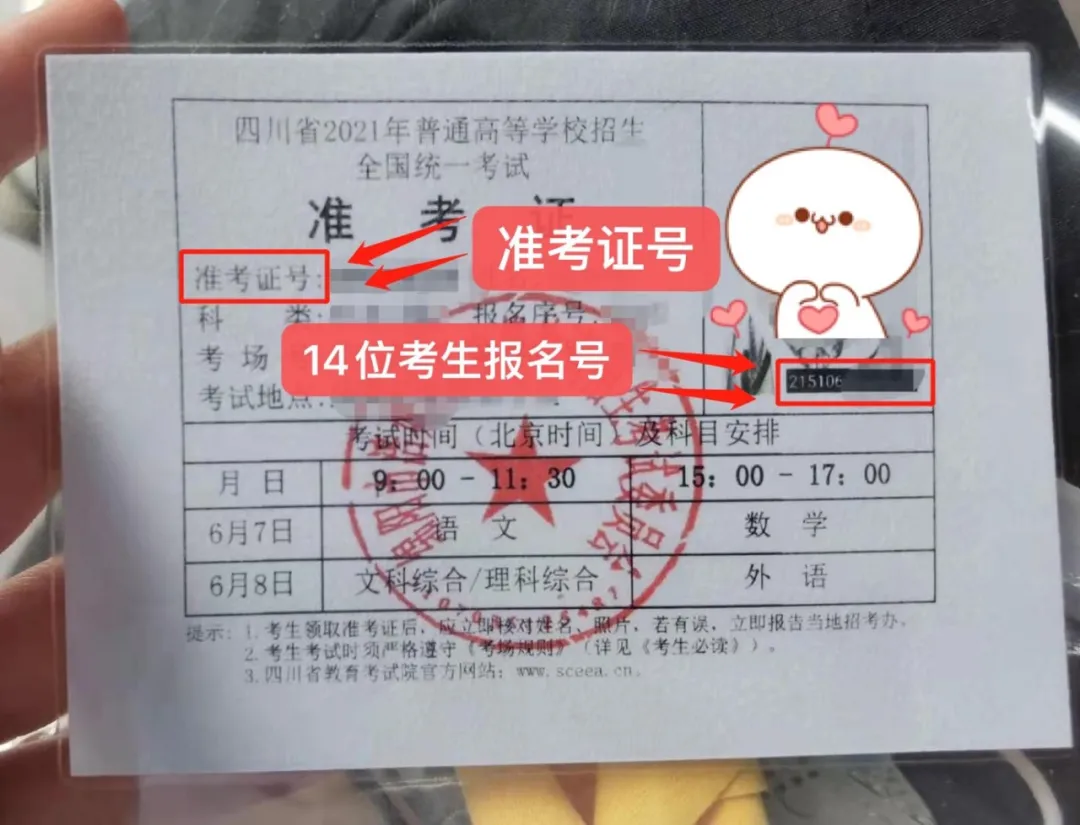 四川省2021年普通高等学校招生
全国统一考试
准 考 证
准考证号:
准考证号
科 类:
报名序号:
考 场
14位考生报名号
215106
考试地点:
考试时间（北京时间）及科目安排
月 日 9：00 - 11：30 15：00 - 17：00
6月7日 语 文 数 学
6月8日 文科综合/理科综合 外 语
提示：1.考生领取准考证后，应立即核对姓名、照片，若有误，立即报告当地招考办。
2.考生考试时须严格遵守《考场规则》（详见《考生必读》）。
3.四川省教育考试院官方网站：www.sceea.cn。